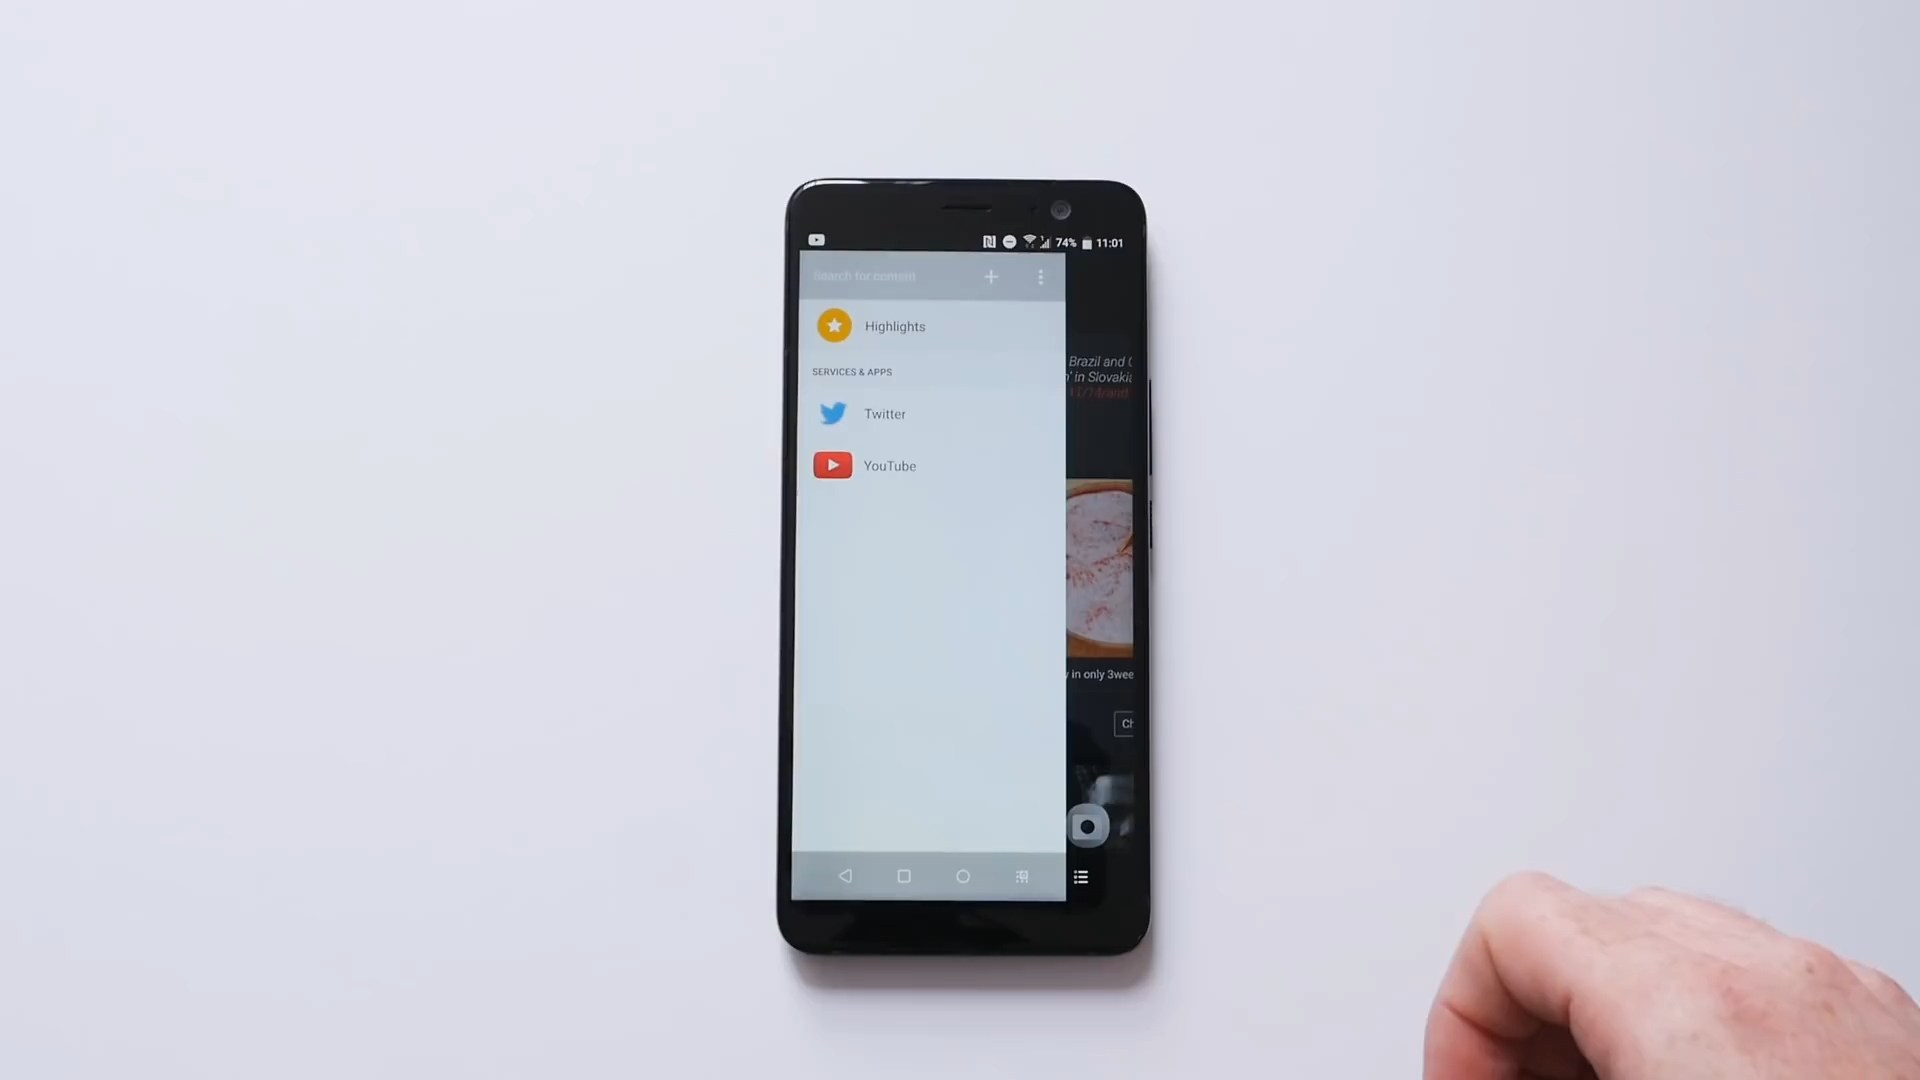 74% 11:01
Search for content
Highlights
SERVICES & APPS
Twitter
YouTube
Brazil and
in Slovakia
in only 3wee